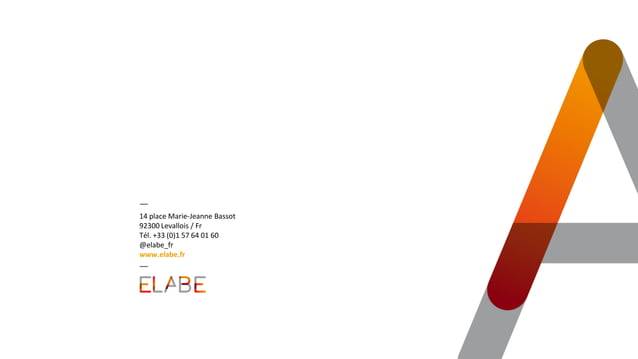 —
14 place Marie-Jeanne Bassot
92300 Levallois / Fr
Tél. +33 (0)1 57 64 01 60
@elabe_fr
www.elabe.fr
—
ELABE